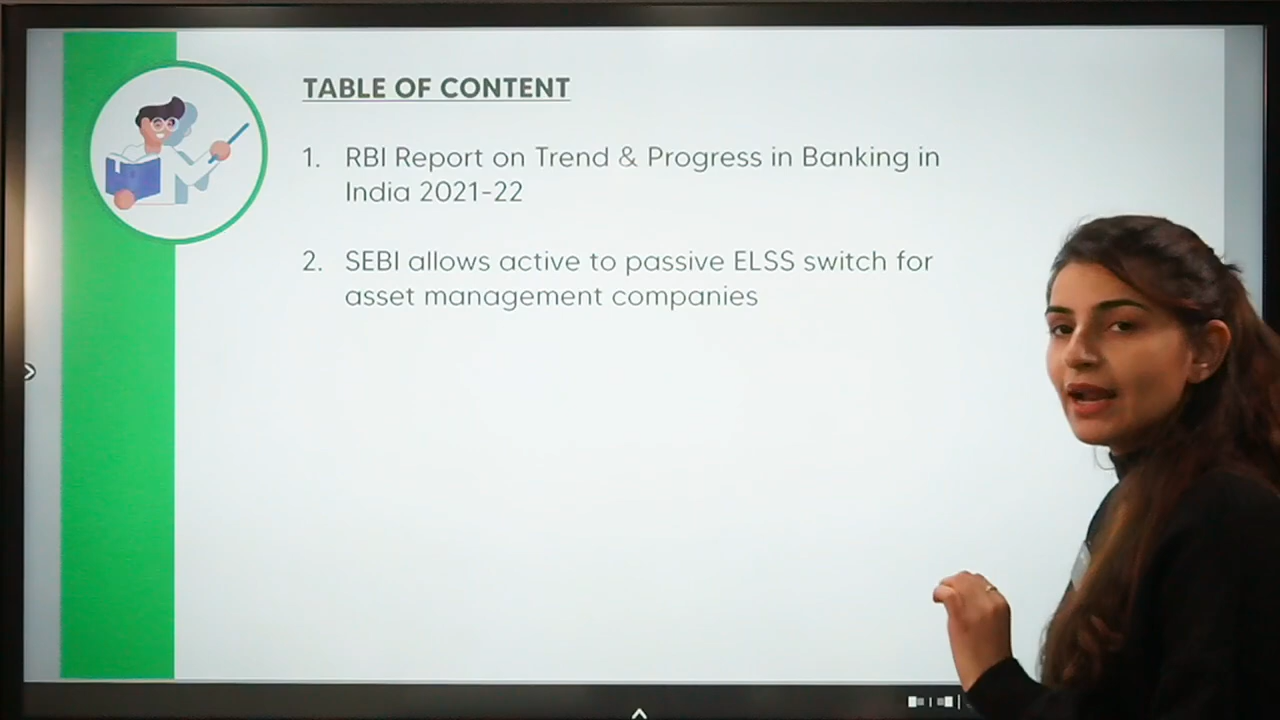 TABLE OF CONTENT
1. RBI Report on Trend & Progress in Banking in
India 2021-22
2. SEBI allows active to passive ELSS switch for
asset management companies